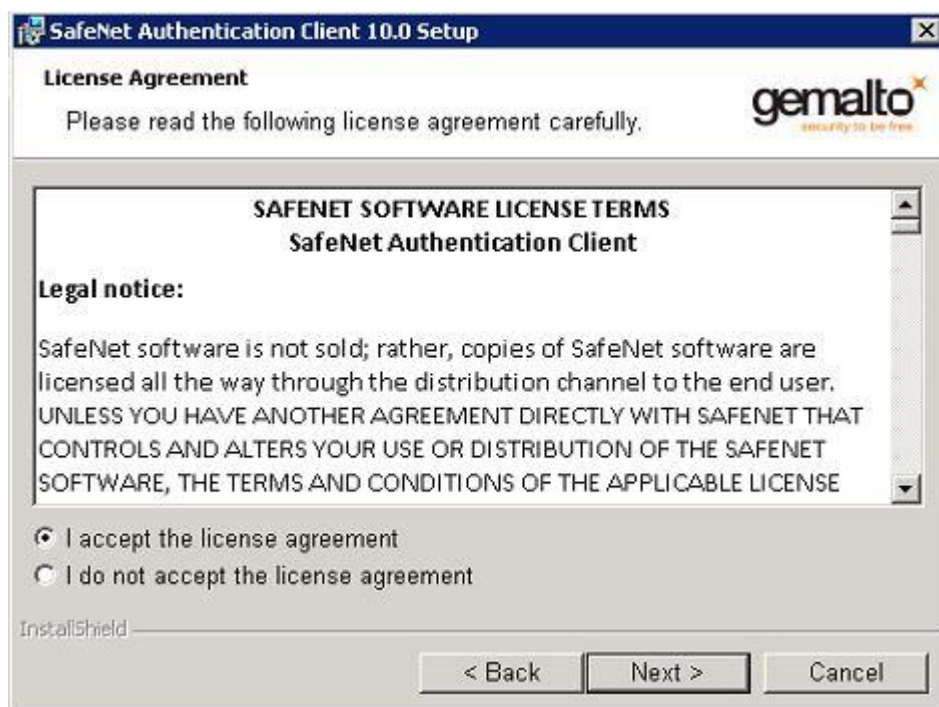 SafeNet Authentication Client 10.0 Setup
License Agreement
Please read the following license agreement carefully.
gemalto
security to be free
SAFENET SOFTWARE LICENSE TERMS
SafeNet Authentication Client
Legal notice:
SafeNet software is not sold; rather, copies of SafeNet software are
licensed all the way through the distribution channel to the end user.
UNLESS YOU HAVE ANOTHER AGREEMENT DIRECTLY WITH SAFENET THAT
CONTROLS AND ALTERS YOUR USE OR DISTRIBUTION OF THE SAFENET
SOFTWARE, THE TERMS AND CONDITIONS OF THE APPLICABLE LICENSE
I accept the license agreement
I do not accept the license agreement
InstallShield
< Back
Next >
Cancel